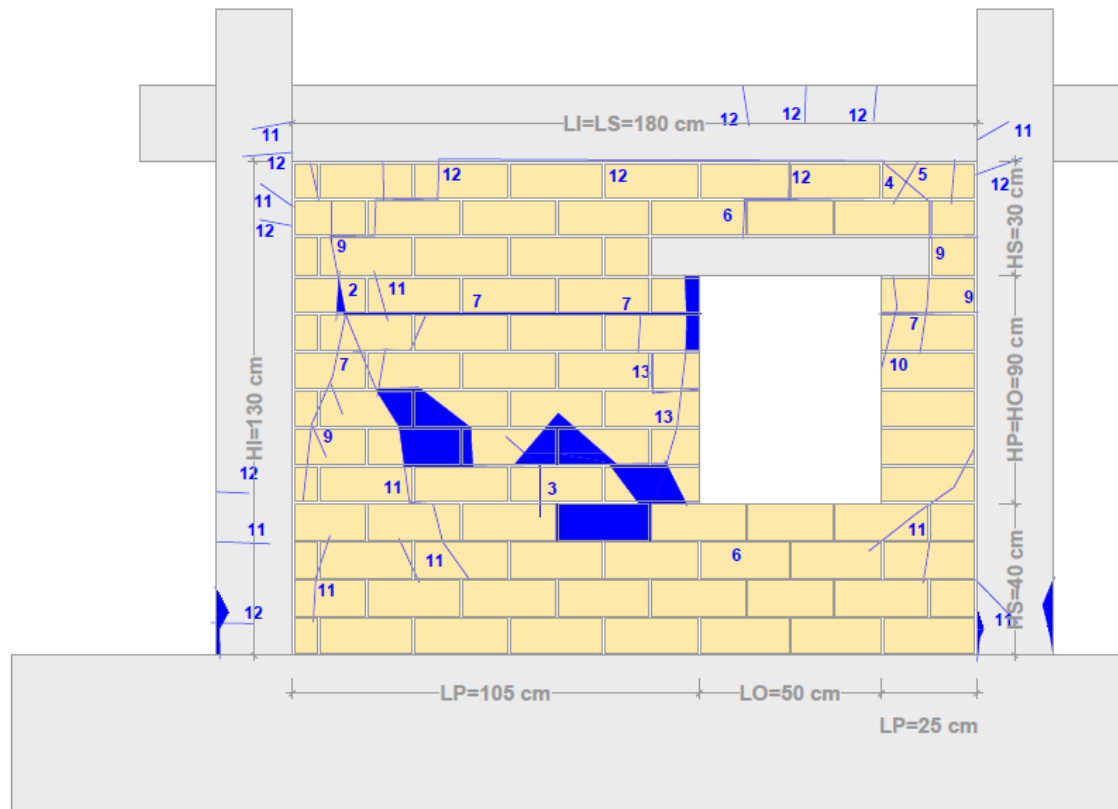 12 12 12
LI=LS=180 cm
11 11
12 12 12 12 4 5 12
11
12 6
9 9
HS=30 cm
2 11 7 7 9
7
7 13 10
13
9
HI=130 cm
HP=HO=90 cm
12 11 3
11 11
11 6
11
12 11
HS=40 cm
LP=105 cm LO=50 cm
LP=25 cm